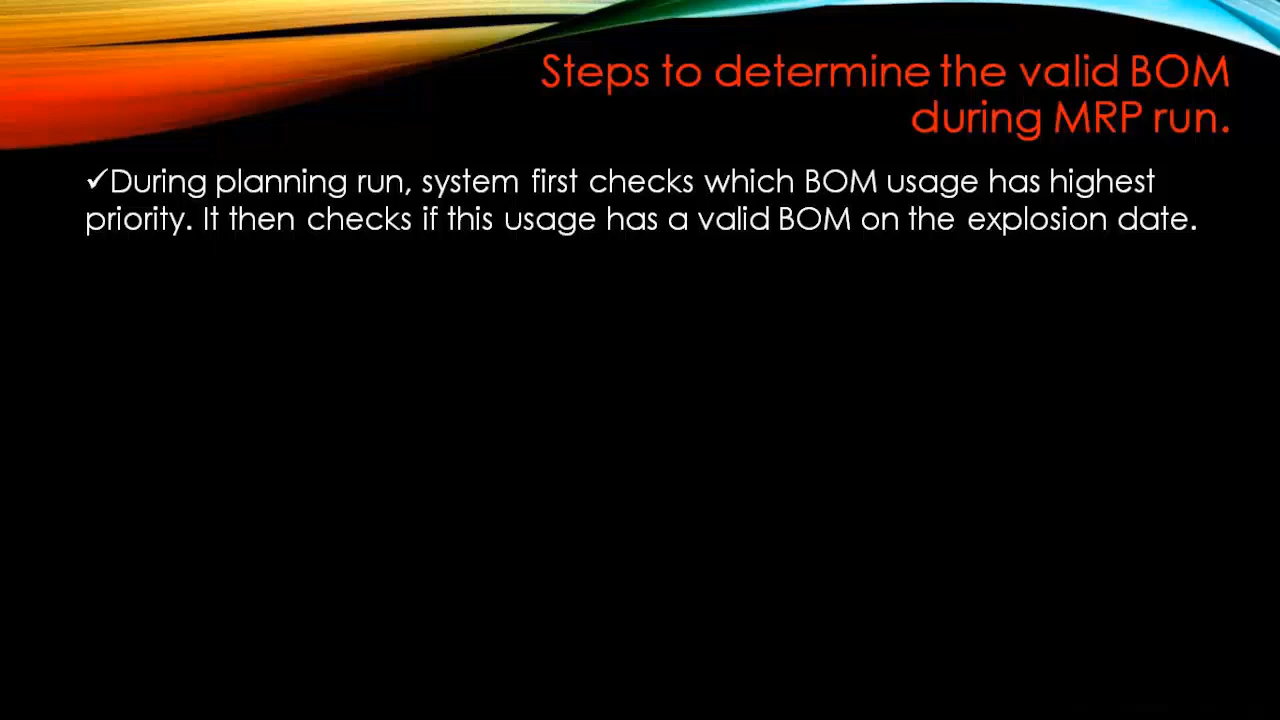 Steps to determine the valid BOM
during MRP run.
✓During planning run, system first checks which BOM usage has highest
priority. It then checks if this usage has a valid BOM on the explosion date.